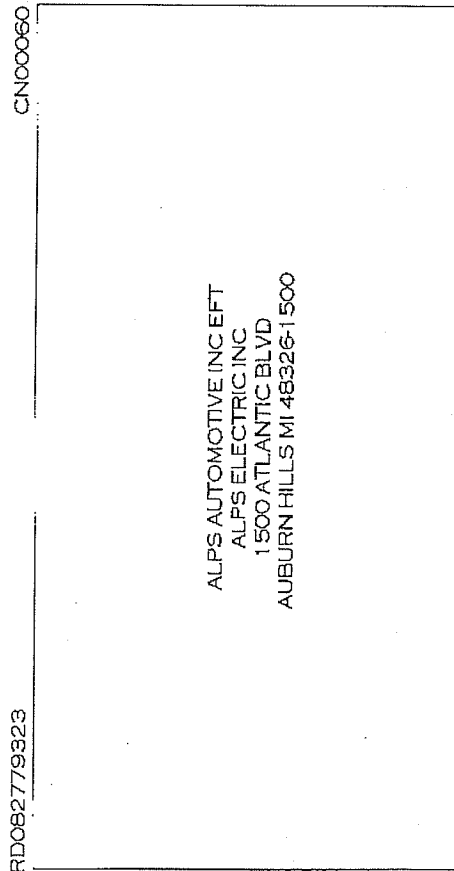 RD082779323
CN00060
ALPS AUTOMOTIVE INC EFT
ALPS ELECTRIC INC
1500 ATLANTIC BLVD
AUBURN HILLS MI 48326-1500